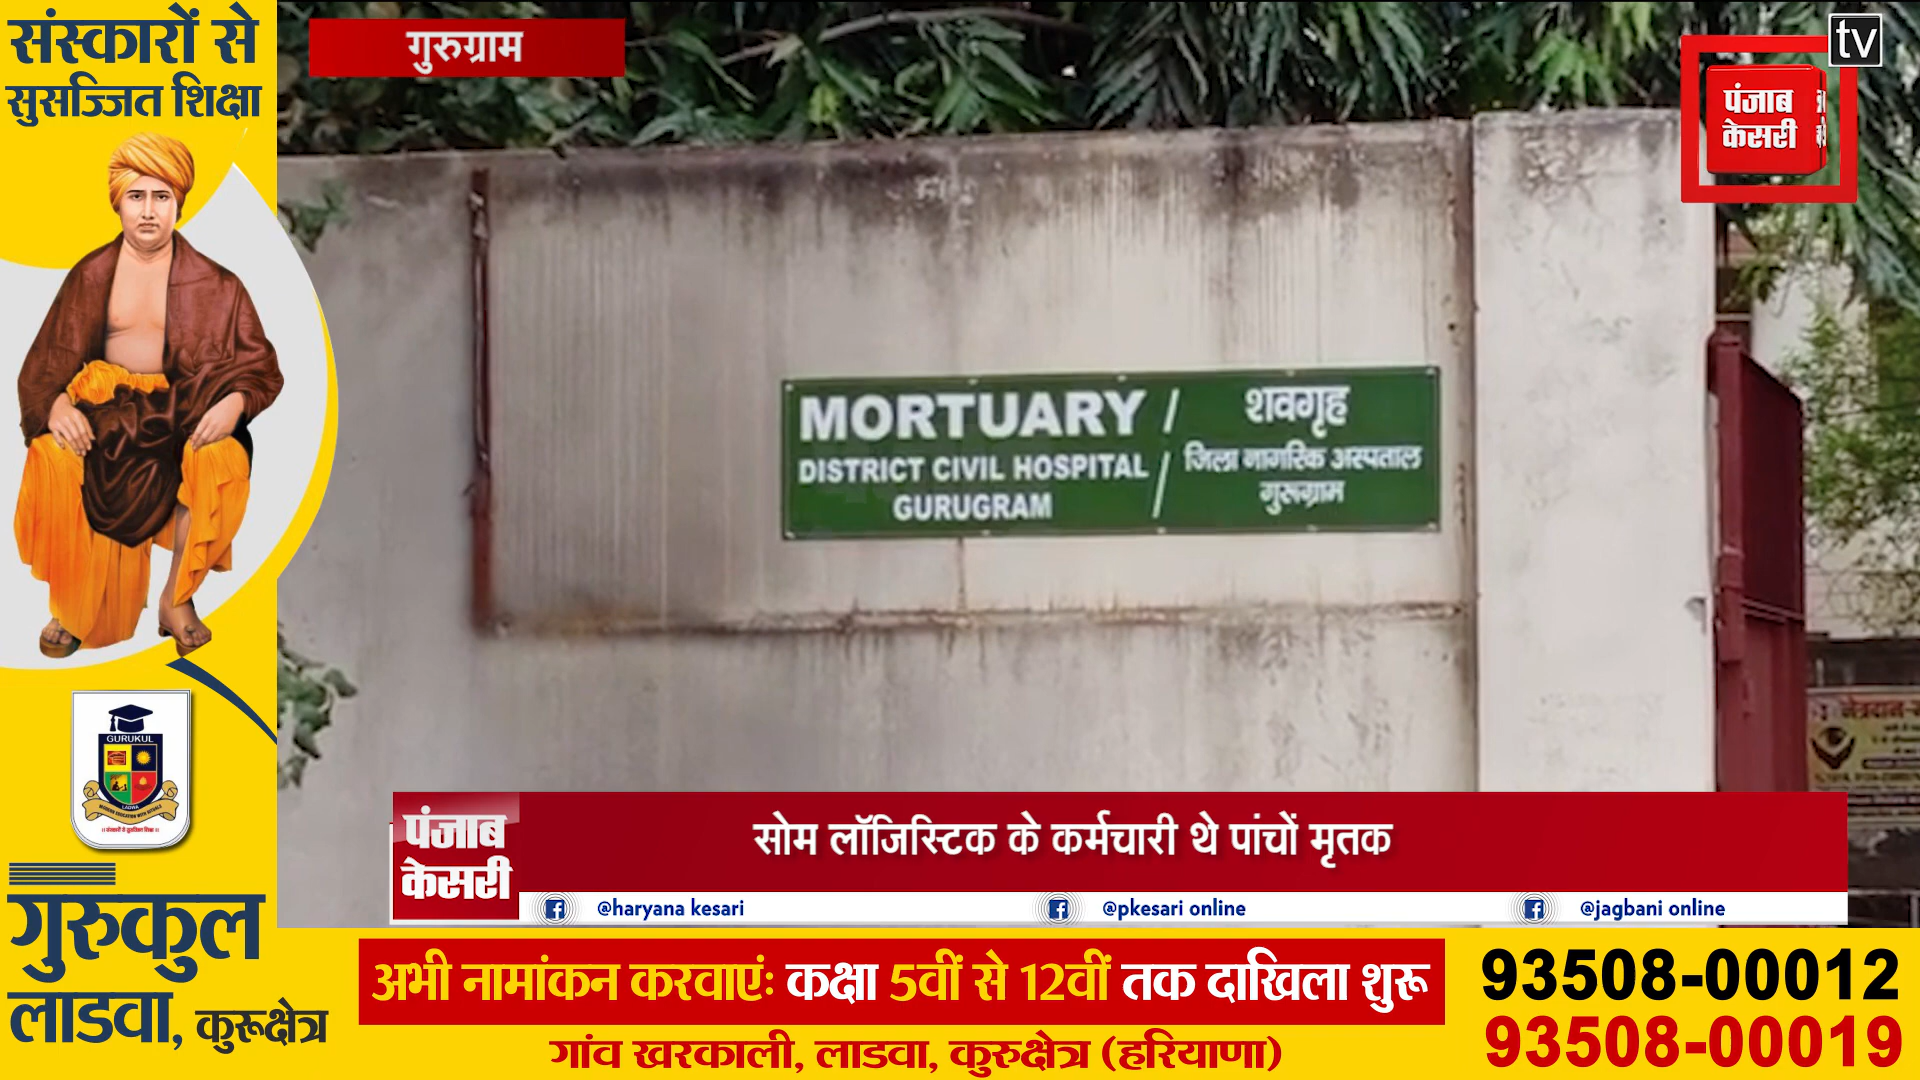 संस्कारों से
सुसज्जित शिक्षा
गुरुग्राम
tv
पंजाब
केसरी
MORTUARY / शवगृह
DISTRICT CIVIL HOSPITAL / जिला नागरिक अस्पताल
GURUGRAM गुरूग्राम
नेत्रदान
GURUKUL
LADWA
गुरुकुल
लाडवा, कुरूक्षेत्र
पंजाब
केसरी
सोम लॉजिस्टिक के कर्मचारी थे पांचों मृतक
@haryana kesari
@pkesari online
@jagbani online
अभी नामांकन करवाएंः कक्षा 5वीं से 12वीं तक दाखिला शुरू
गांव खरकाली, लाडवा, कुरुक्षेत्र (हरियाणा)
93508-00012
93508-00019